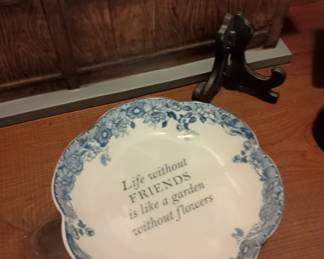 Life without
FRIENDS
is like a garden
without flowers